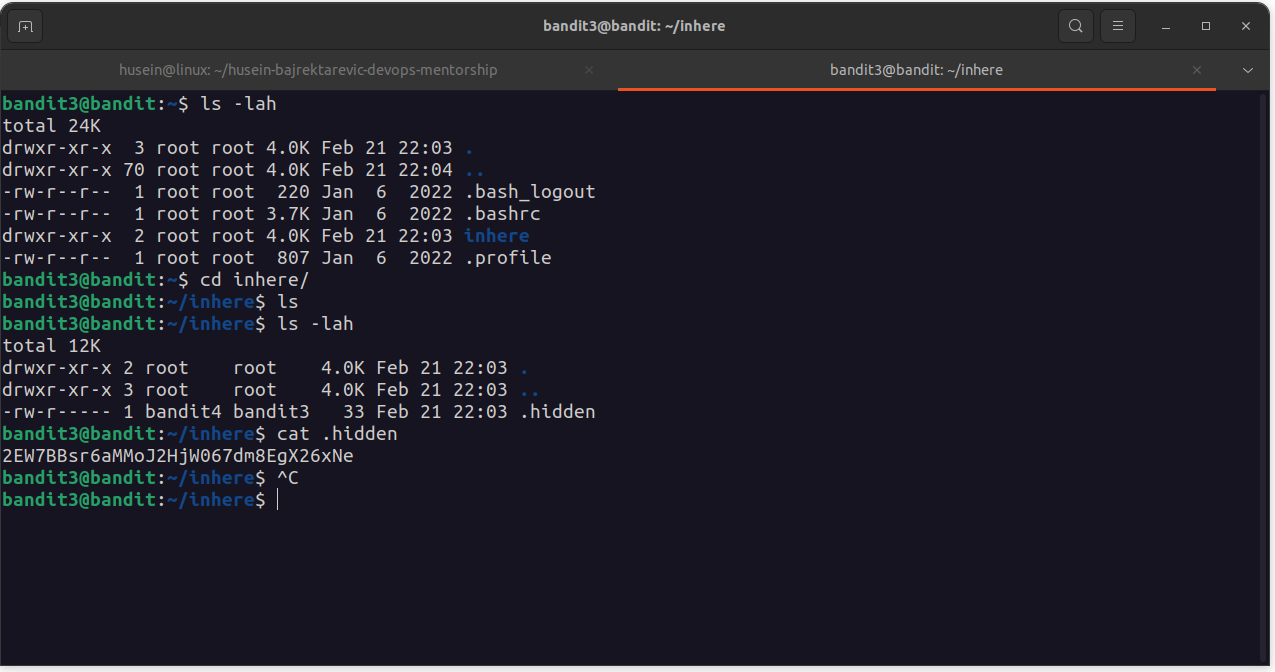 bandit3@bandit: ~/inhere
husein@linux: ~/husein-bajrektarevic-devops-mentorship
bandit3@bandit: ~/inhere
bandit3@bandit:~$ ls -lah
total 24K
drwxr-xr-x  3 root root 4.0K Feb 21 22:03 .
drwxr-xr-x 70 root root 4.0K Feb 21 22:04 ..
-rw-r--r--  1 root root  220 Jan  6  2022 .bash_logout
-rw-r--r--  1 root root 3.7K Jan  6  2022 .bashrc
drwxr-xr-x  2 root root 4.0K Feb 21 22:03 inhere
-rw-r--r--  1 root root  807 Jan  6  2022 .profile
bandit3@bandit:~$ cd inhere/
bandit3@bandit:~/inhere$ ls
bandit3@bandit:~/inhere$ ls -lah
total 12K
drwxr-xr-x 2 root    root    4.0K Feb 21 22:03 .
drwxr-xr-x 3 root    root    4.0K Feb 21 22:03 ..
-rw-r----- 1 bandit4 bandit3   33 Feb 21 22:03 .hidden
bandit3@bandit:~/inhere$ cat .hidden
2EW7BBsr6aMMoJ2HjW067dm8EgX26xNe
bandit3@bandit:~/inhere$ ^C
bandit3@bandit:~/inhere$